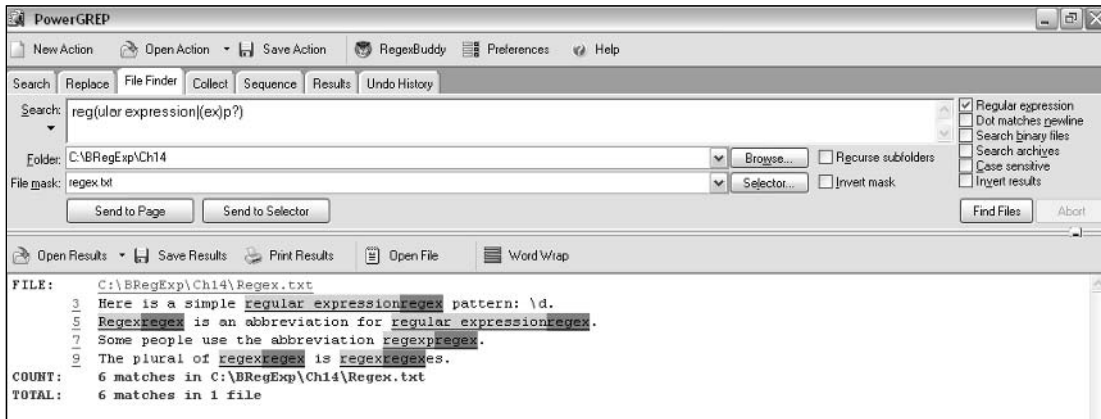 PowerGREP
New Action Open Action Save Action RegexBuddy Preferences Help
Search Replace File Finder Collect Sequence Results Undo History
Search: reg(ular expression|(ex)p?)
Regular expression
Dot matches newline
Search binary files
Search archives
Case sensitive
Invert results
Folder: C:\BRegExp\Ch14 Browse... Recurse subfolders
File mask: regex.txt Selector... Invert mask
Send to Page Send to Selector Find Files Abort
Open Results Save Results Print Results Open File Word Wrap
FILE: C:\BRegExp\Ch14\Regex.txt
3 Here is a simple regular expressionregex pattern: \d.
5 Regexregex is an abbreviation for regular expressionregex.
7 Some people use the abbreviation regexpregex.
9 The plural of regexregex is regexregexes.
COUNT: 6 matches in C:\BRegExp\Ch14\Regex.txt
TOTAL: 6 matches in 1 file